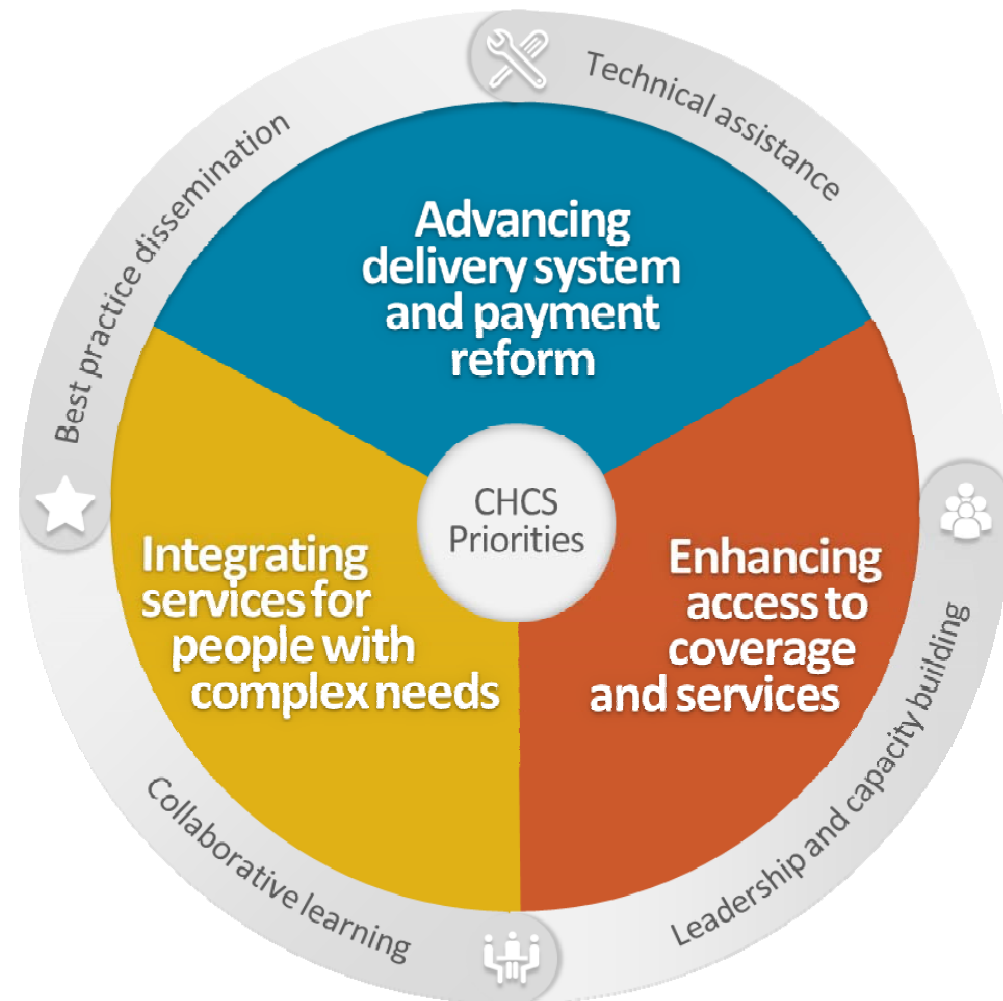 Technical assistance
Best practice dissemination
Advancing
delivery system
and payment
reform
CHCS
Priorities
Integrating
services for
people with
complex needs
Enhancing
access to
coverage
and services
Leadership and capacity building
Collaborative learning